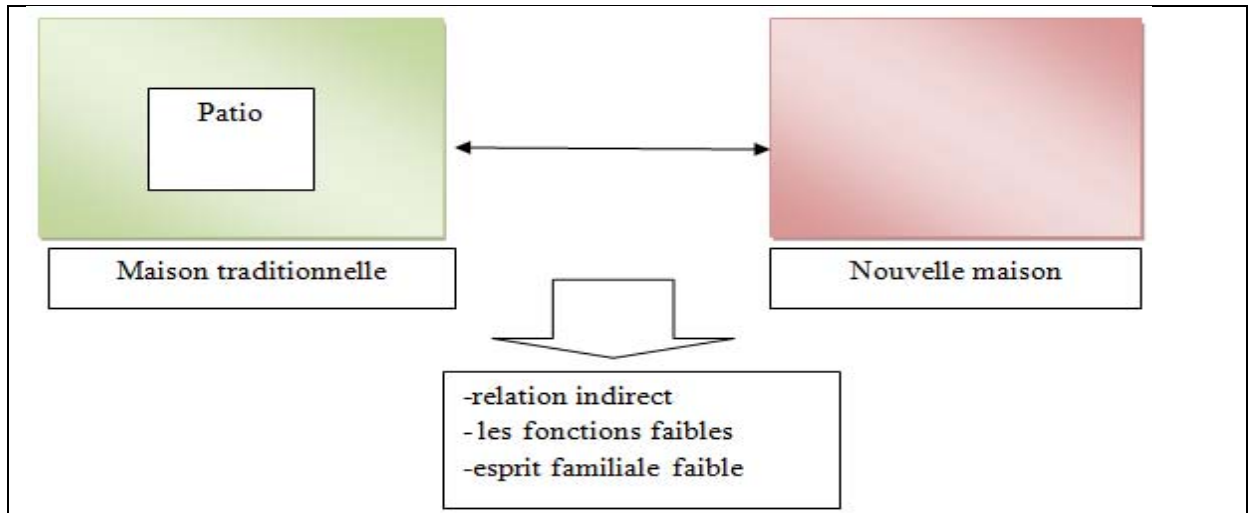 Patio
Maison traditionnelle
Nouvelle maison
-relation indirect
-les fonctions faibles
-esprit familiale faible